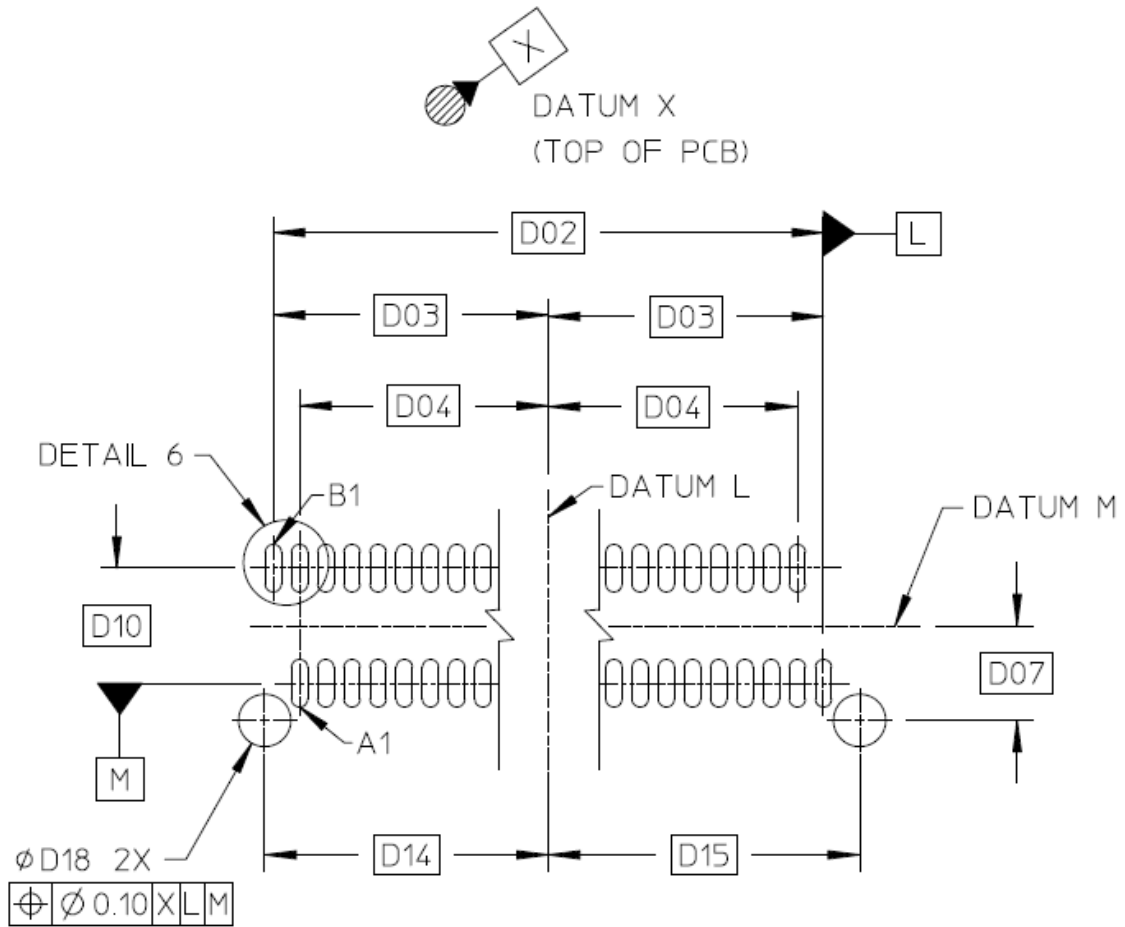 X
DATUM X
(TOP OF PCB)
D02
L
D03
D03
D04
D04
DETAIL 6
B1
DATUM L
DATUM M
D10
D07
A1
M
D14
D15
⌀D18 2X
⌖ ⌀0.10 X L M